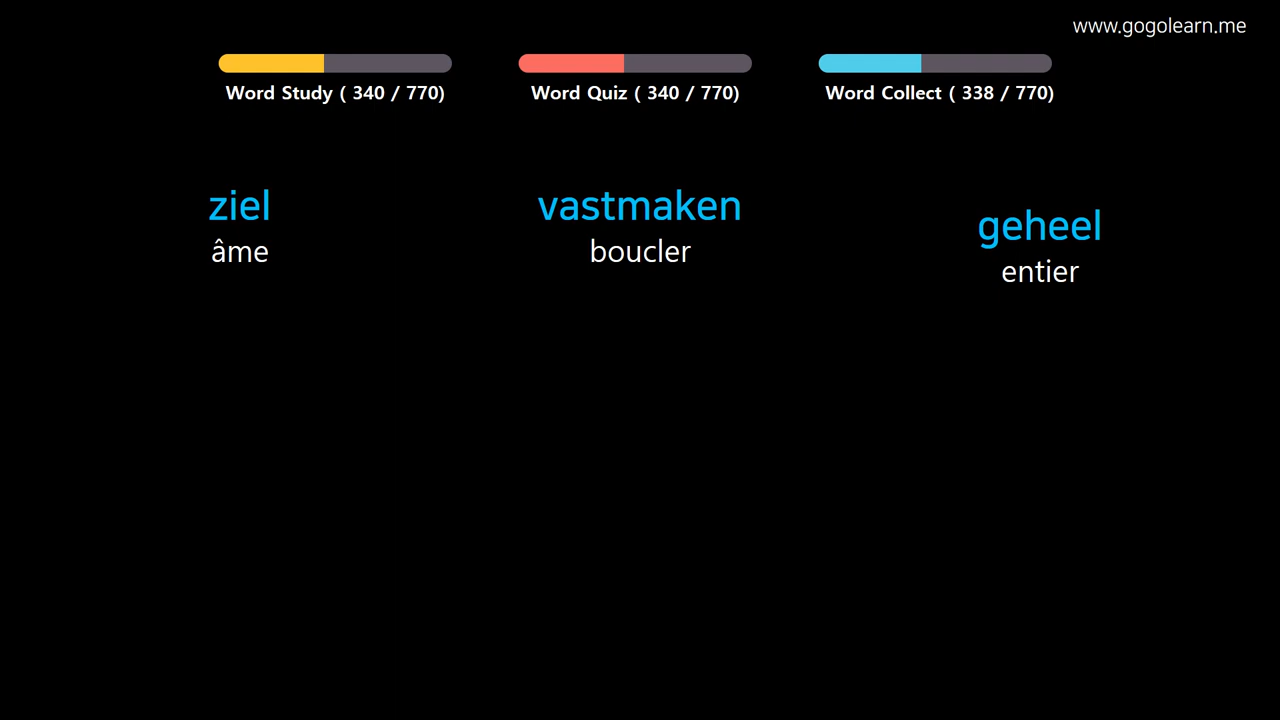 www.gogolearn.me
Word Study ( 340 / 770)
Word Quiz ( 340 / 770)
Word Collect ( 338 / 770)
ziel
âme
vastmaken
boucler
geheel
entier